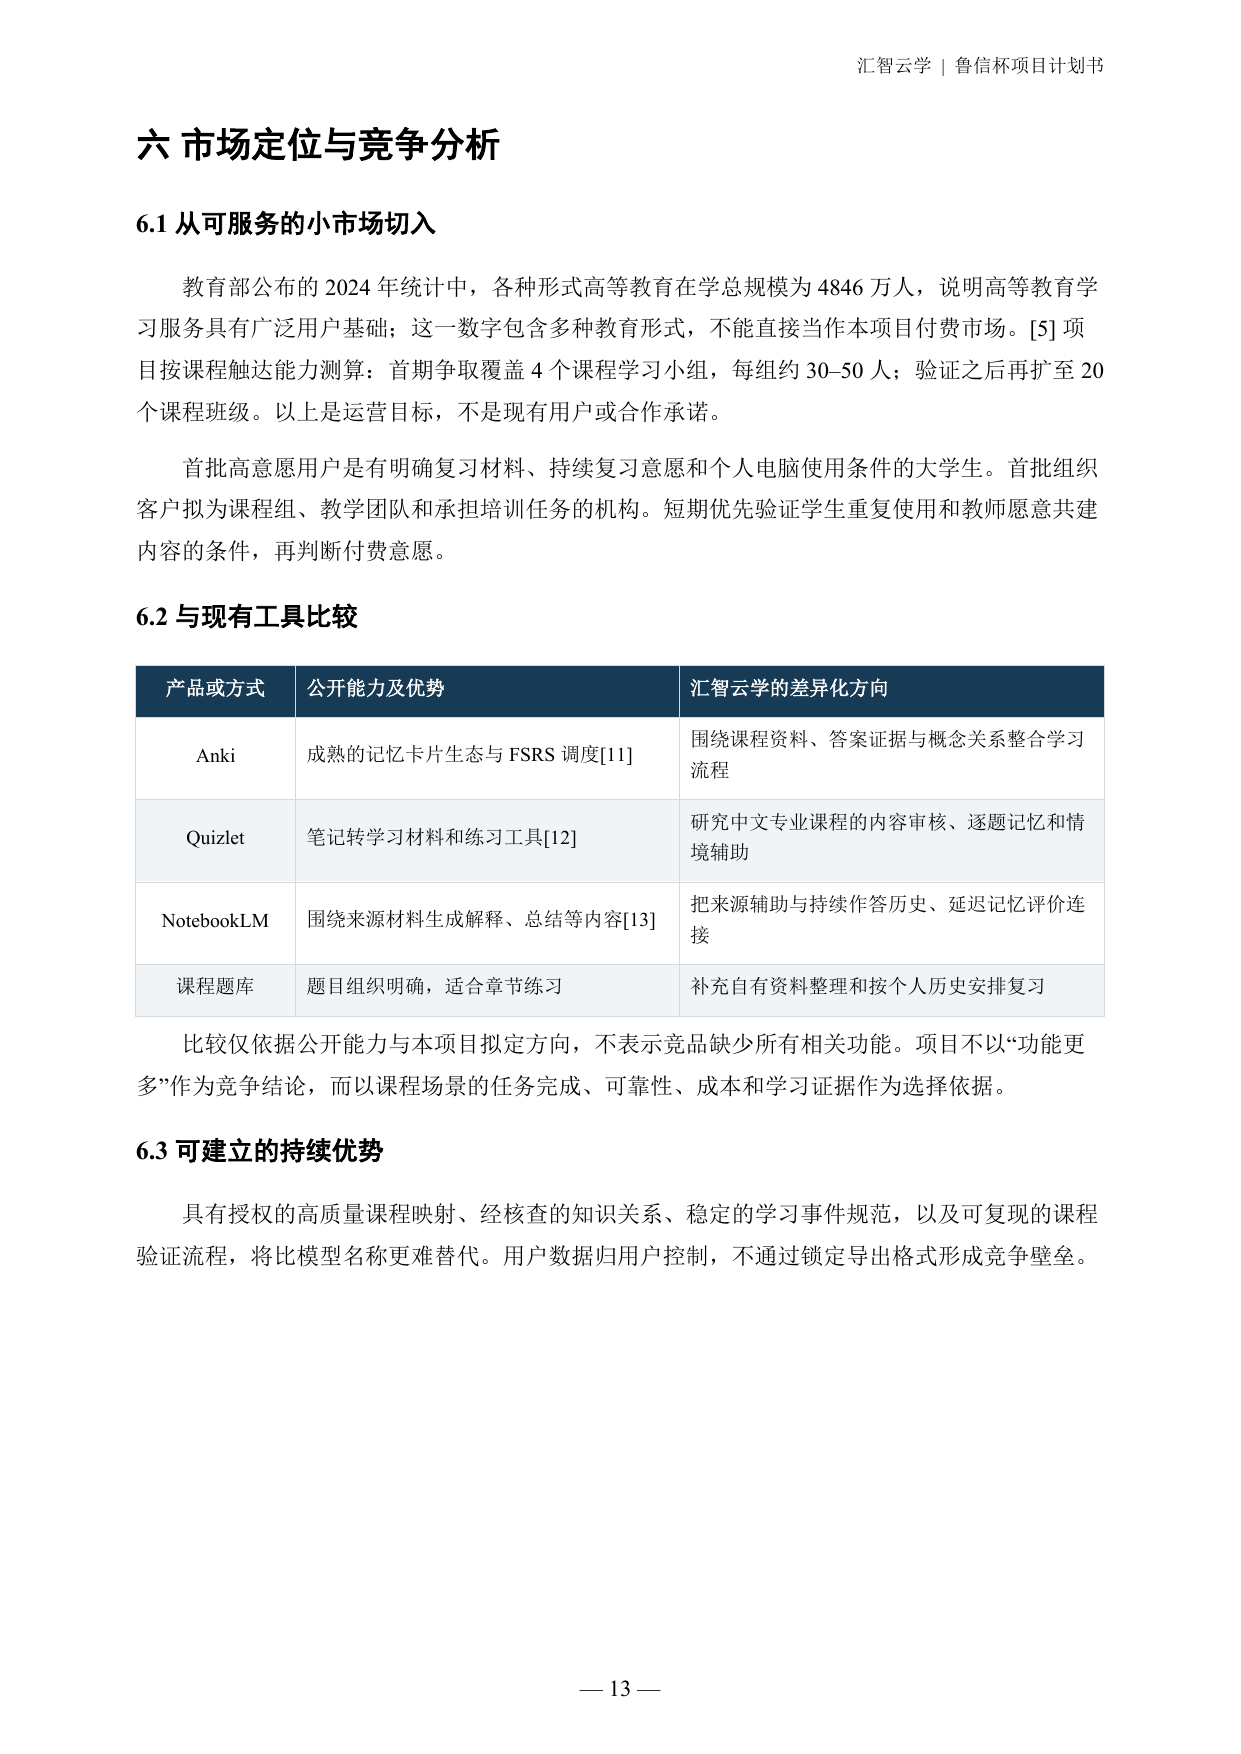 汇智云学 | 鲁信杯项目计划书
六 市场定位与竞争分析
6.1 从可服务的小市场切入
教育部公布的 2024 年统计中，各种形式高等教育在学总规模为 4846 万人，说明高等教育学
习服务具有广泛用户基础；这一数字包含多种教育形式，不能直接当作本项目付费市场。[5] 项
目按课程触达能力测算：首期争取覆盖 4 个课程学习小组，每组约 30–50 人；验证之后再扩至 20
个课程班级。以上是运营目标，不是现有用户或合作承诺。
首批高意愿用户是有明确复习材料、持续复习意愿和个人电脑使用条件的大学生。首批组织
客户拟为课程组、教学团队和承担培训任务的机构。短期优先验证学生重复使用和教师愿意共建
内容的条件，再判断付费意愿。
6.2 与现有工具比较
产品或方式 公开能力及优势 汇智云学的差异化方向
Anki 成熟的记忆卡片生态与 FSRS 调度[11] 围绕课程资料、答案证据与概念关系整合学习
流程
Quizlet 笔记转学习材料和练习工具[12] 研究中文专业课程的内容审核、逐题记忆和情
境辅助
NotebookLM 围绕来源材料生成解释、总结等内容[13] 把来源辅助与持续作答历史、延迟记忆评价连
接
课程题库 题目组织明确，适合章节练习 补充自有资料整理和按个人历史安排复习
比较仅依据公开能力与本项目拟定方向，不表示竞品缺少所有相关功能。项目不以“功能更
多”作为竞争结论，而以课程场景的任务完成、可靠性、成本和学习证据作为选择依据。
6.3 可建立的持续优势
具有授权的高质量课程映射、经核查的知识关系、稳定的学习事件规范，以及可复现的课程
验证流程，将比模型名称更难替代。用户数据归用户控制，不通过锁定导出格式形成竞争壁垒。
— 13 —